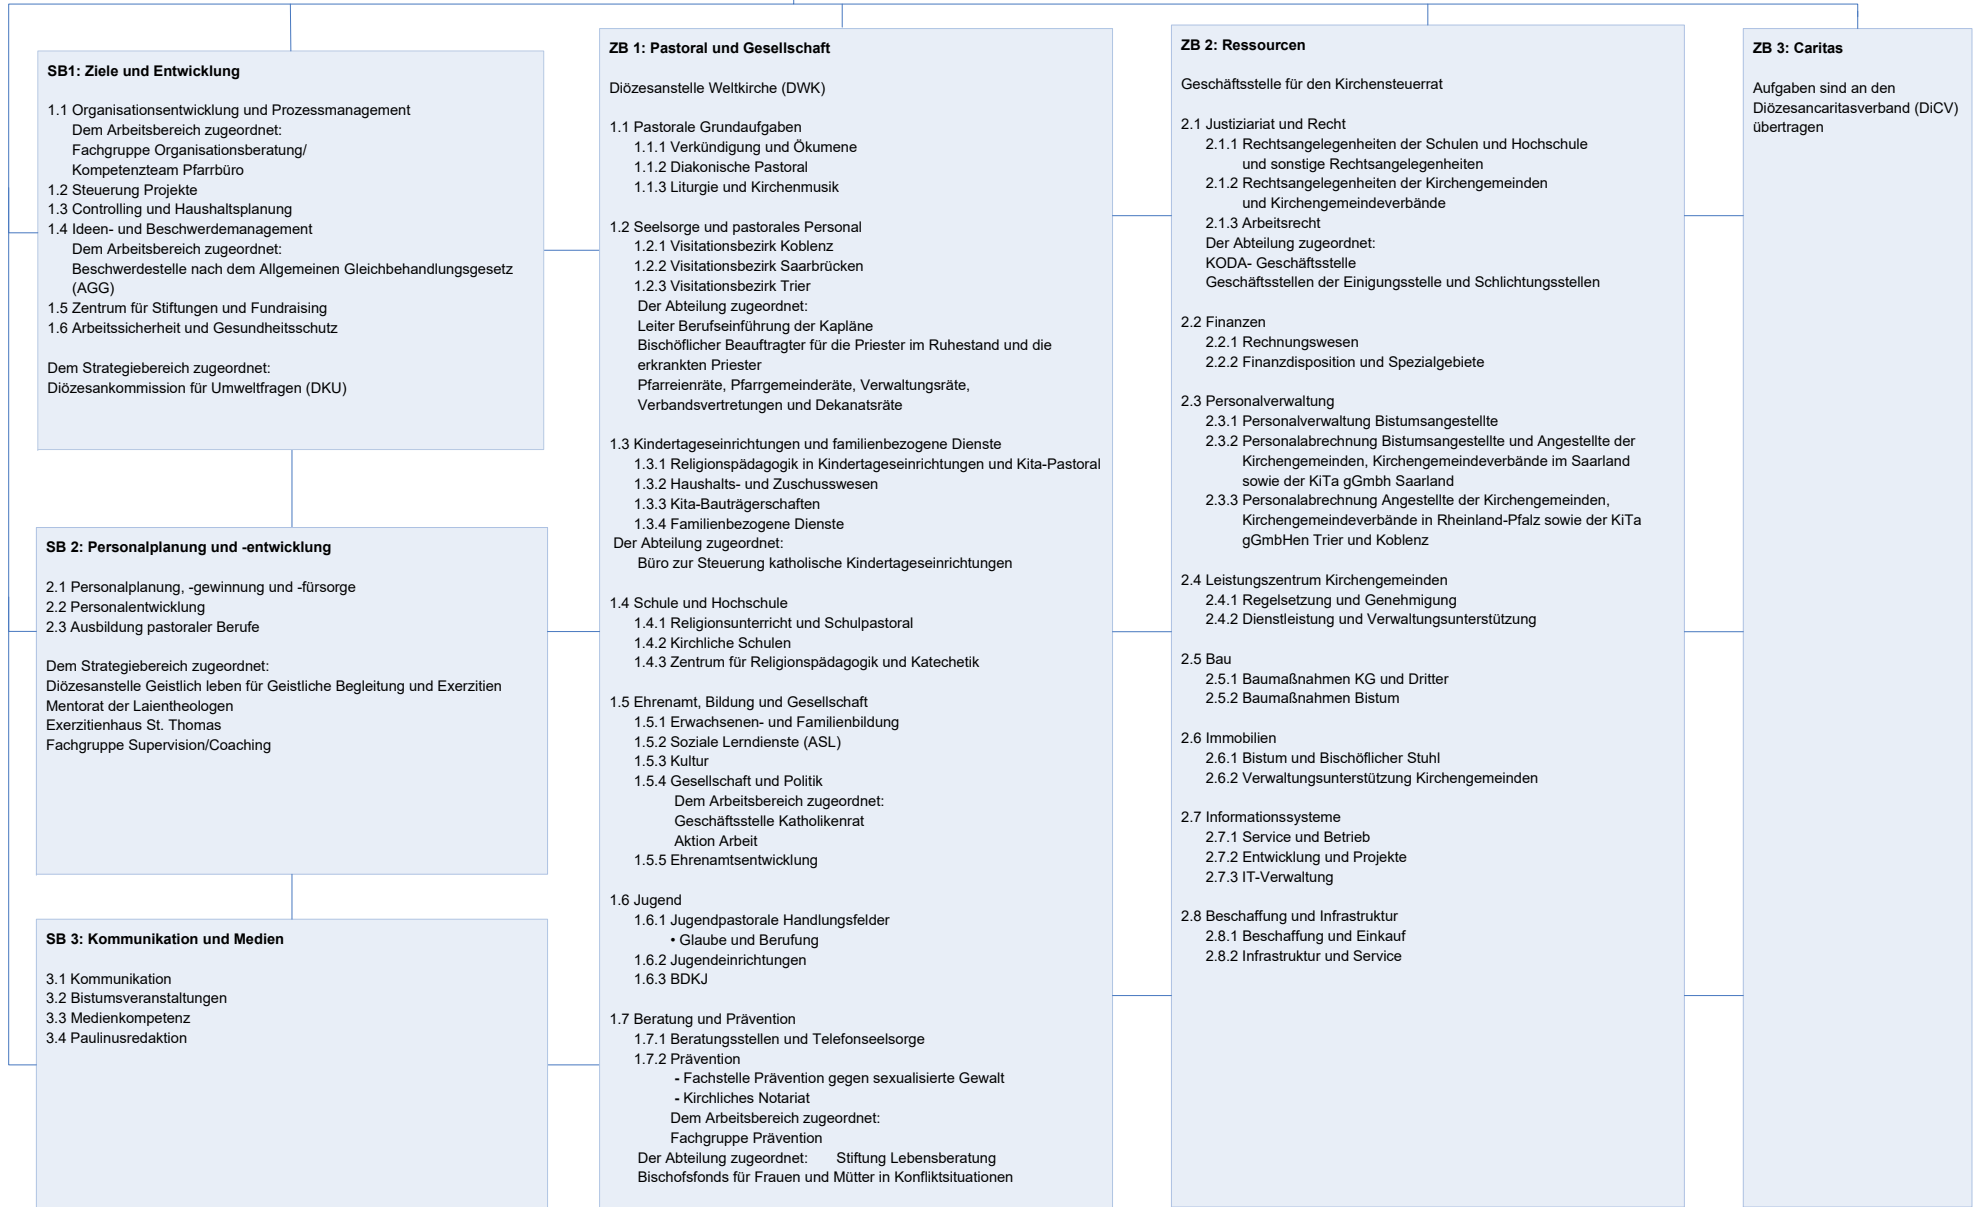 SB1: Ziele und Entwicklung
1.1 Organisationsentwicklung und Prozessmanagement
Dem Arbeitsbereich zugeordnet:
Fachgruppe Organisationsberatung/
Kompetenzteam Pfarrbüro
1.2 Steuerung Projekte
1.3 Controlling und Haushaltsplanung
1.4 Ideen- und Beschwerdemanagement
Dem Arbeitsbereich zugeordnet:
Beschwerdestelle nach dem Allgemeinen Gleichbehandlungsgesetz
(AGG)
1.5 Zentrum für Stiftungen und Fundraising
1.6 Arbeitssicherheit und Gesundheitsschutz
Dem Strategiebereich zugeordnet:
Diözesankommission für Umweltfragen (DKU)
SB 2: Personalplanung und -entwicklung
2.1 Personalplanung, -gewinnung und -fürsorge
2.2 Personalentwicklung
2.3 Ausbildung pastoraler Berufe
Dem Strategiebereich zugeordnet:
Diözesanstelle Geistlich leben für Geistliche Begleitung und Exerzitien
Mentorat der Laientheologen
Exerzitienhaus St. Thomas
Fachgruppe Supervision/Coaching
SB 3: Kommunikation und Medien
3.1 Kommunikation
3.2 Bistumsveranstaltungen
3.3 Medienkompetenz
3.4 Paulinusredaktion
ZB 1: Pastoral und Gesellschaft
Diözesanstelle Weltkirche (DWK)
1.1 Pastorale Grundaufgaben
1.1.1 Verkündigung und Ökumene
1.1.2 Diakonische Pastoral
1.1.3 Liturgie und Kirchenmusik
1.2 Seelsorge und pastorales Personal
1.2.1 Visitationsbezirk Koblenz
1.2.2 Visitationsbezirk Saarbrücken
1.2.3 Visitationsbezirk Trier
Der Abteilung zugeordnet:
Leiter Berufseinführung der Kapläne
Bischöflicher Beauftragter für die Priester im Ruhestand und die
erkrankten Priester
Pfarreienräte, Pfarrgemeinderäte, Verwaltungsräte,
Verbandsvertretungen und Dekanatsräte
1.3 Kindertageseinrichtungen und familienbezogene Dienste
1.3.1 Religionspädagogik in Kindertageseinrichtungen und Kita-Pastoral
1.3.2 Haushalts- und Zuschusswesen
1.3.3 Kita-Bauträgerschaften
1.3.4 Familienbezogene Dienste
Der Abteilung zugeordnet:
Büro zur Steuerung katholische Kindertageseinrichtungen
1.4 Schule und Hochschule
1.4.1 Religionsunterricht und Schulpastoral
1.4.2 Kirchliche Schulen
1.4.3 Zentrum für Religionspädagogik und Katechetik
1.5 Ehrenamt, Bildung und Gesellschaft
1.5.1 Erwachsenen- und Familienbildung
1.5.2 Soziale Lerndienste (ASL)
1.5.3 Kultur
1.5.4 Gesellschaft und Politik
Dem Arbeitsbereich zugeordnet:
Geschäftsstelle Katholikenrat
Aktion Arbeit
1.5.5 Ehrenamtsentwicklung
1.6 Jugend
1.6.1 Jugendpastorale Handlungsfelder
• Glaube und Berufung
1.6.2 Jugendeinrichtungen
1.6.3 BDKJ
1.7 Beratung und Prävention
1.7.1 Beratungsstellen und Telefonseelsorge
1.7.2 Prävention
- Fachstelle Prävention gegen sexualisierte Gewalt
- Kirchliches Notariat
Dem Arbeitsbereich zugeordnet:
Fachgruppe Prävention
Der Abteilung zugeordnet: Stiftung Lebensberatung
Bischofsfonds für Frauen und Mütter in Konfliktsituationen
ZB 2: Ressourcen
Geschäftsstelle für den Kirchensteuerrat
2.1 Justiziariat und Recht
2.1.1 Rechtsangelegenheiten der Schulen und Hochschule
und sonstige Rechtsangelegenheiten
2.1.2 Rechtsangelegenheiten der Kirchengemeinden
und Kirchengemeindeverbände
2.1.3 Arbeitsrecht
Der Abteilung zugeordnet:
KODA- Geschäftsstelle
Geschäftsstellen der Einigungsstelle und Schlichtungsstellen
2.2 Finanzen
2.2.1 Rechnungswesen
2.2.2 Finanzdisposition und Spezialgebiete
2.3 Personalverwaltung
2.3.1 Personalverwaltung Bistumsangestellte
2.3.2 Personalabrechnung Bistumsangestellte und Angestellte der
Kirchengemeinden, Kirchengemeindeverbände im Saarland
sowie der KiTa gGmbh Saarland
2.3.3 Personalabrechnung Angestellte der Kirchengemeinden,
Kirchengemeindeverbände in Rheinland-Pfalz sowie der KiTa
gGmbHen Trier und Koblenz
2.4 Leistungszentrum Kirchengemeinden
2.4.1 Regelsetzung und Genehmigung
2.4.2 Dienstleistung und Verwaltungsunterstützung
2.5 Bau
2.5.1 Baumaßnahmen KG und Dritter
2.5.2 Baumaßnahmen Bistum
2.6 Immobilien
2.6.1 Bistum und Bischöflicher Stuhl
2.6.2 Verwaltungsunterstützung Kirchengemeinden
2.7 Informationssysteme
2.7.1 Service und Betrieb
2.7.2 Entwicklung und Projekte
2.7.3 IT-Verwaltung
2.8 Beschaffung und Infrastruktur
2.8.1 Beschaffung und Einkauf
2.8.2 Infrastruktur und Service
ZB 3: Caritas
Aufgaben sind an den
Diözesancaritasverband (DiCV)
übertragen